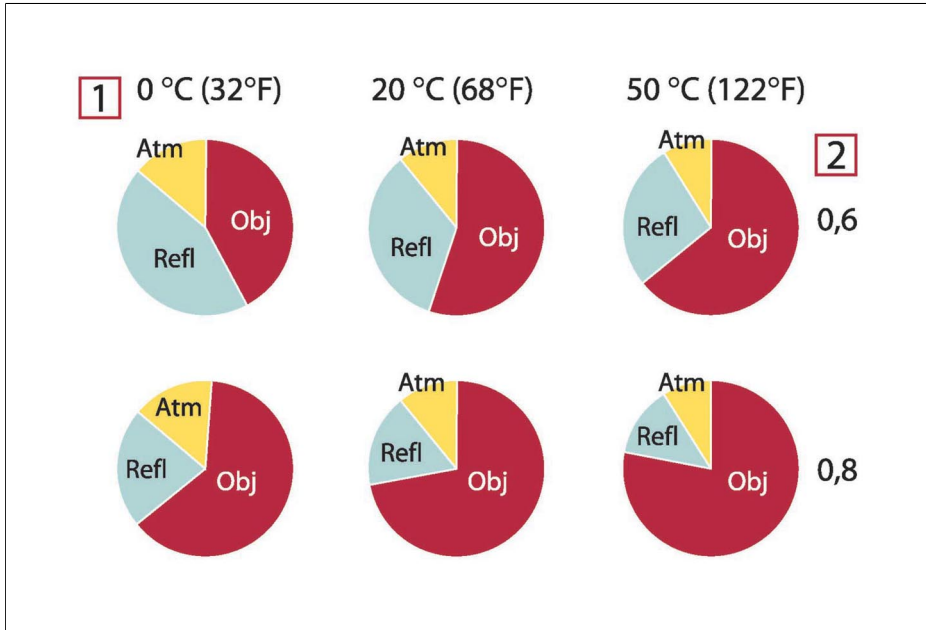 1 0 °C (32°F) 20 °C (68°F) 50 °C (122°F)
2
Atm
Obj
Refl
Atm
Obj
Refl
Atm
Obj
Refl
0,6
Atm
Refl
Obj
Atm
Refl
Obj
Atm
Refl
Obj
0,8